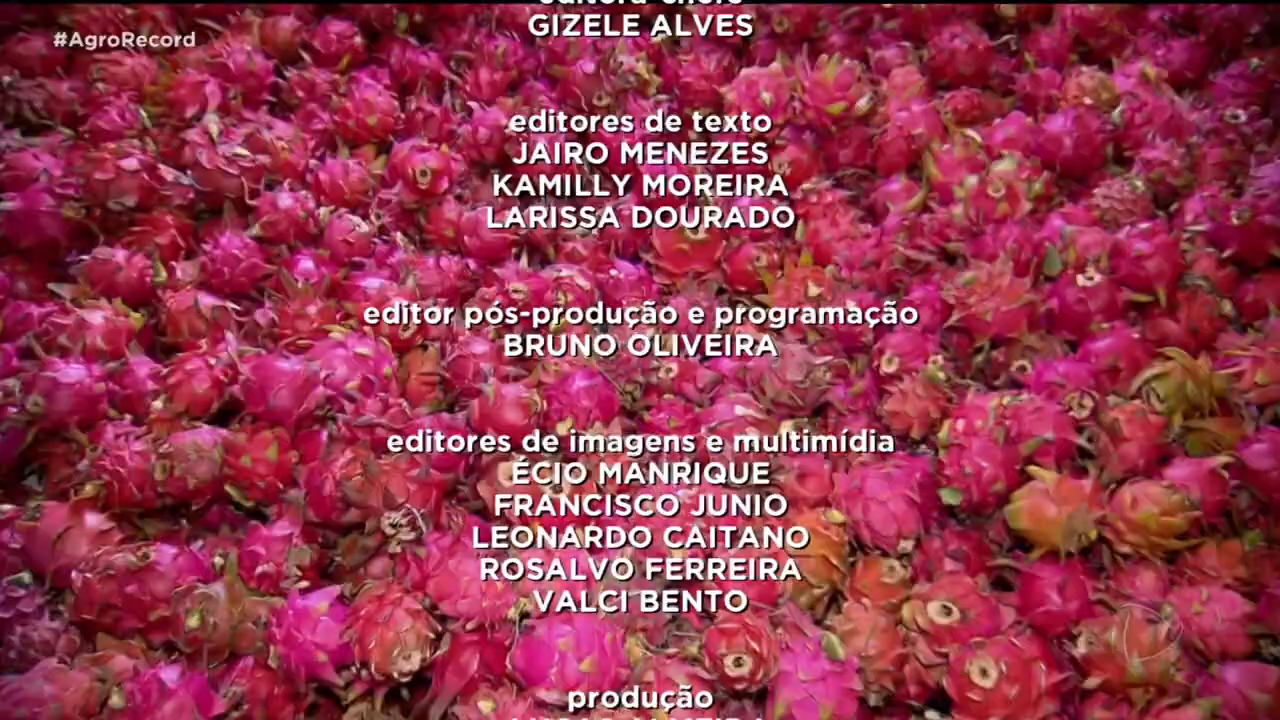 #AgroRecord
GIZELE ALVES
editores de texto
JAIRO MENEZES
KAMILLY MOREIRA
LARISSA DOURADO
editor pós-produção e programação
BRUNO OLIVEIRA
editores de imagens e multimídia
ÉCIO MANRIQUE
FRANCISCO JUNIO
LEONARDO CAITANO
ROSALVO FERREIRA
VALCI BENTO
produção